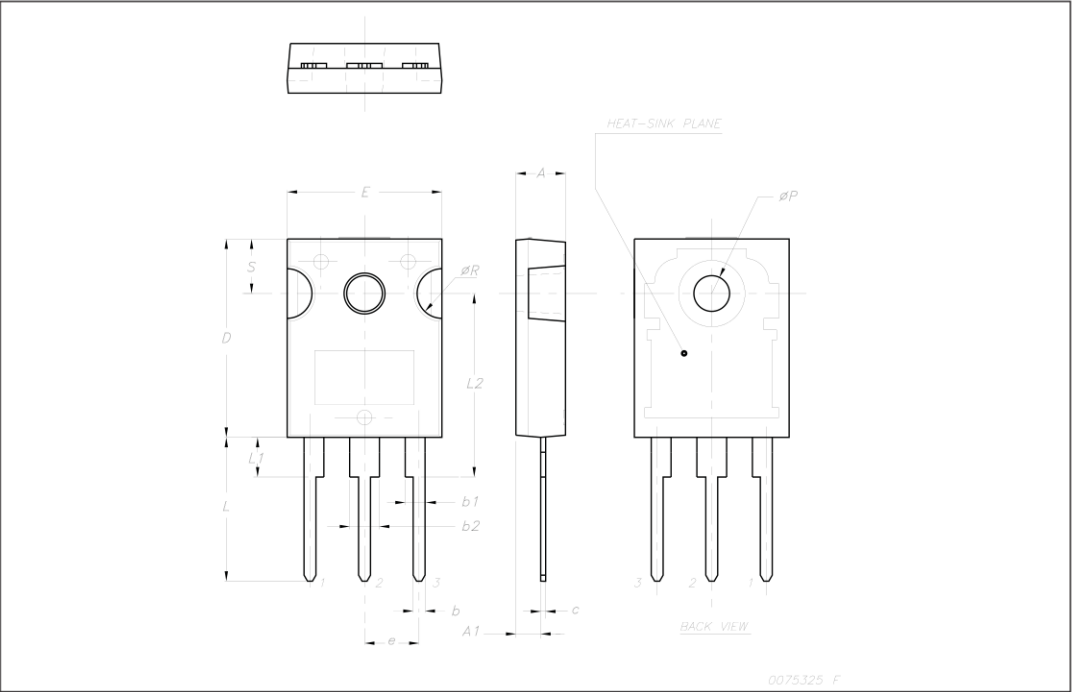 HEAT-SINK PLANE
E
A
øP
S
øR
D
L2
L1
L
b1
b2
1 2 3
3 2 1
b
c
A1
e
BACK VIEW
0075325 F